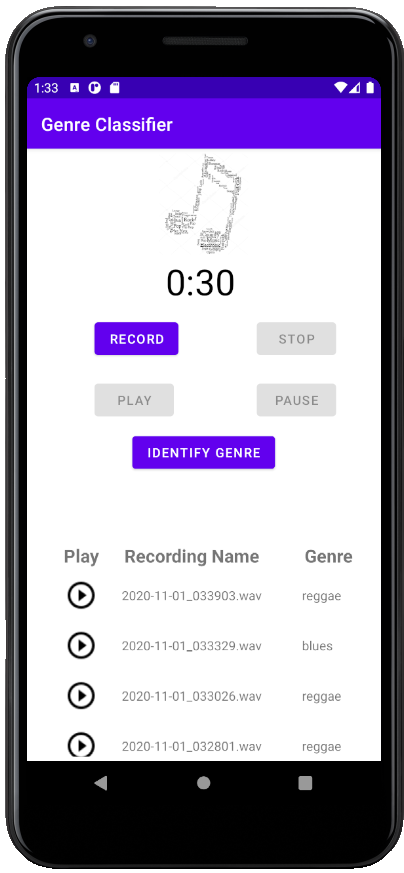 1:33
Genre Classifier
0:30
RECORD STOP
PLAY PAUSE
IDENTIFY GENRE
Play Recording Name Genre
2020-11-01_033903.wav reggae
2020-11-01_033329.wav blues
2020-11-01_033026.wav reggae
2020-11-01_032801.wav reggae